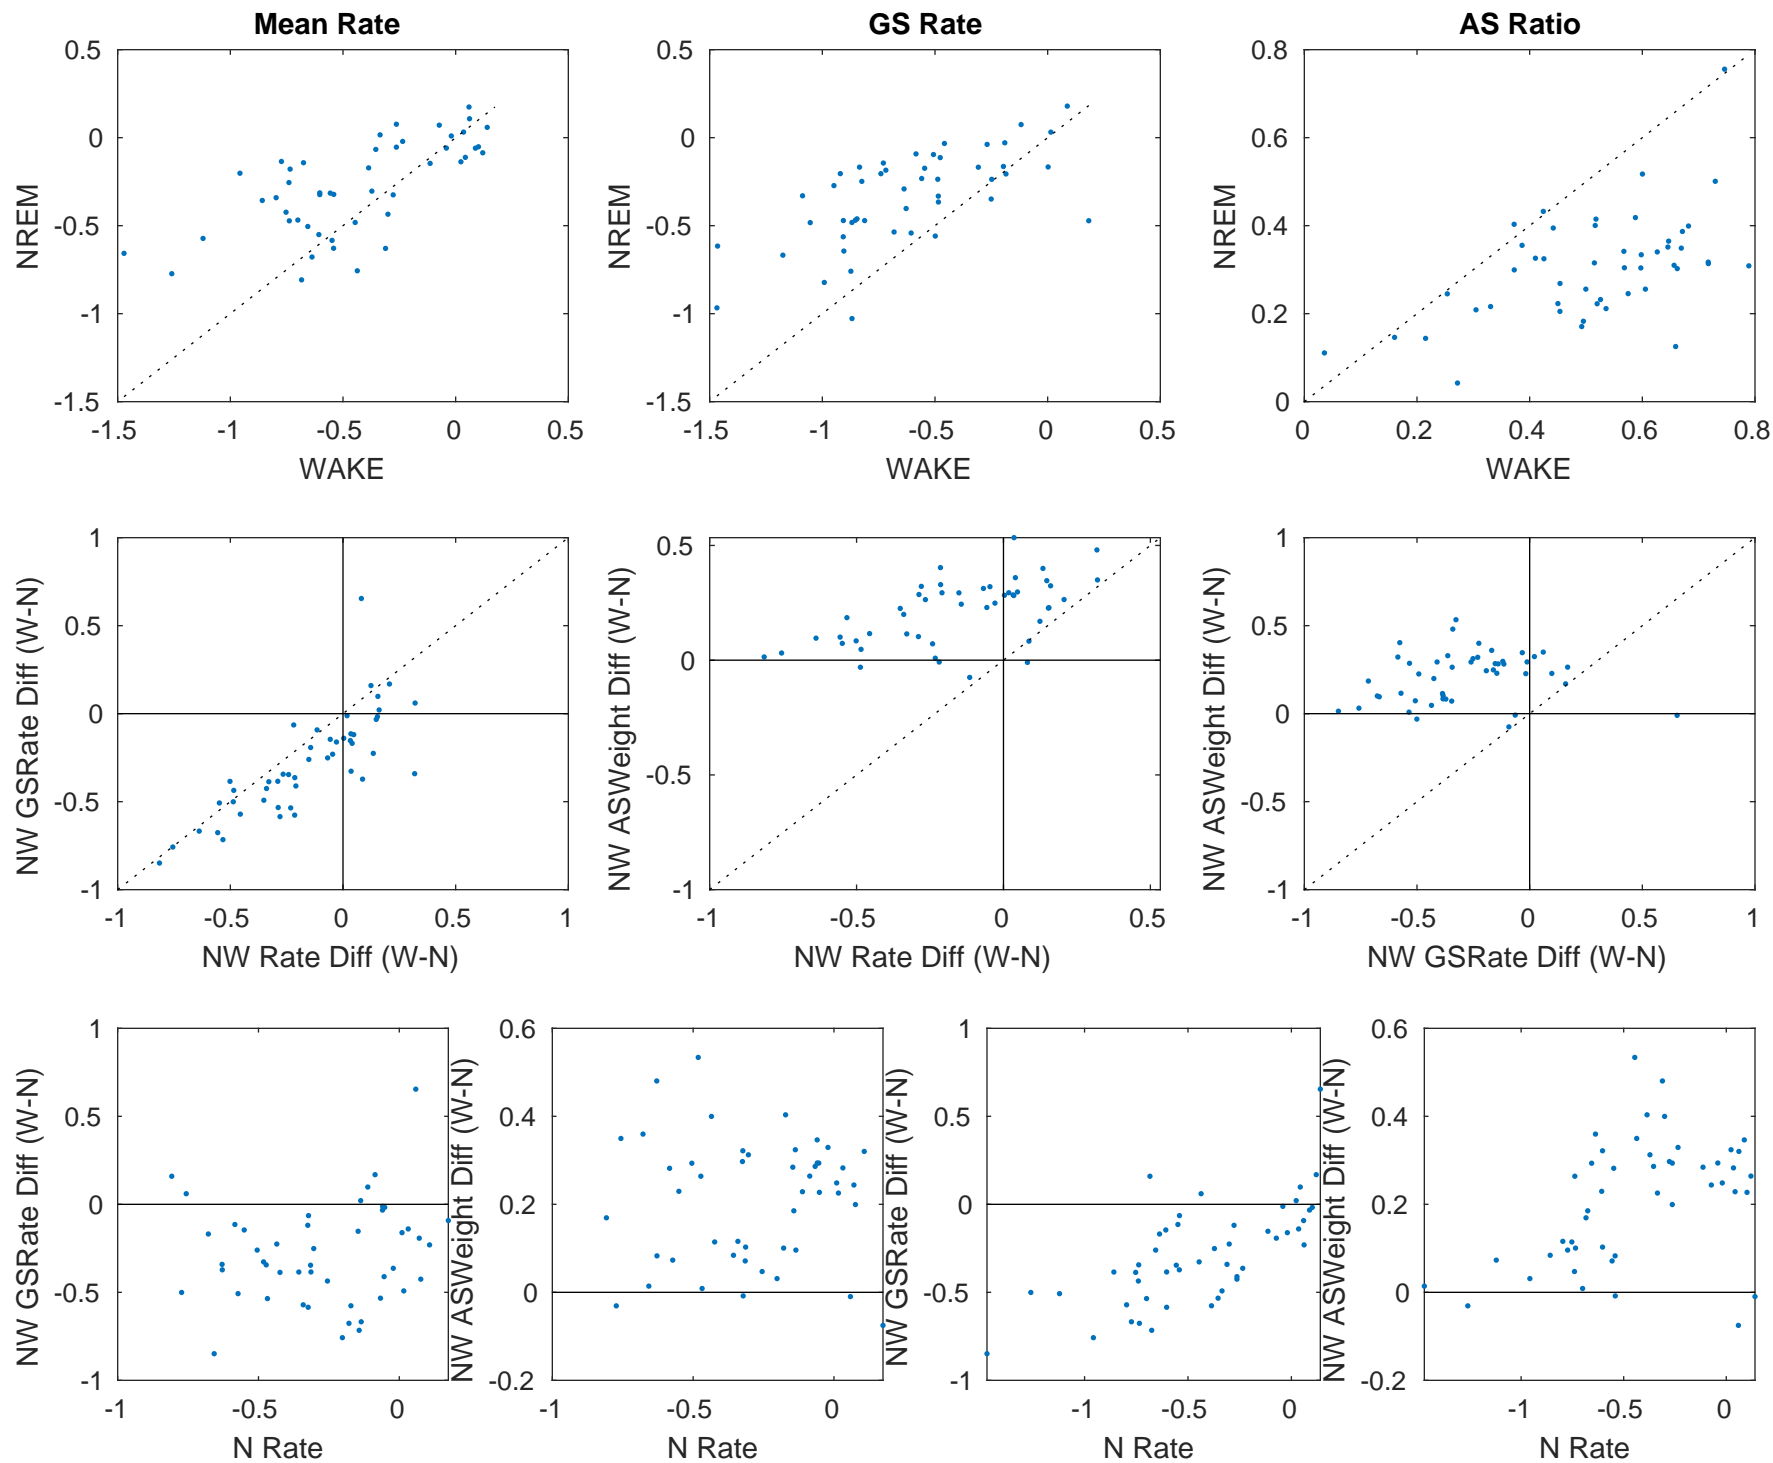 Mean Rate
GS Rate
AS Ratio
0.5
0
-0.5
-1
-1.5
NREM
-1.5 -1 -0.5 0 0.5
WAKE
0.5
0
-0.5
-1
-1.5
NREM
-1.5 -1 -0.5 0 0.5
WAKE
0.8
0.6
0.4
0.2
0
NREM
0 0.2 0.4 0.6 0.8
WAKE
1
0.5
0
-0.5
-1
NW GSRate Diff (W-N)
-1 -0.5 0 0.5 1
NW Rate Diff (W-N)
0.5
0
-0.5
-1
NW ASWeight Diff (W-N)
-1 -0.5 0 0.5
NW Rate Diff (W-N)
1
0.5
0
-0.5
-1
NW ASWeight Diff (W-N)
-1 -0.5 0 0.5 1
NW GSRate Diff (W-N)
1
0.5
0
-0.5
-1
NW GSRate Diff (W-N)
-1 -0.5 0
N Rate
0.6
0.4
0.2
0
-0.2
NW ASWeight Diff (W-N)
-1 -0.5 0
N Rate
1
0.5
0
-0.5
-1
NW GSRate Diff (W-N)
-1 -0.5 0
N Rate
0.6
0.4
0.2
0
-0.2
NW ASWeight Diff (W-N)
-1 -0.5 0
N Rate